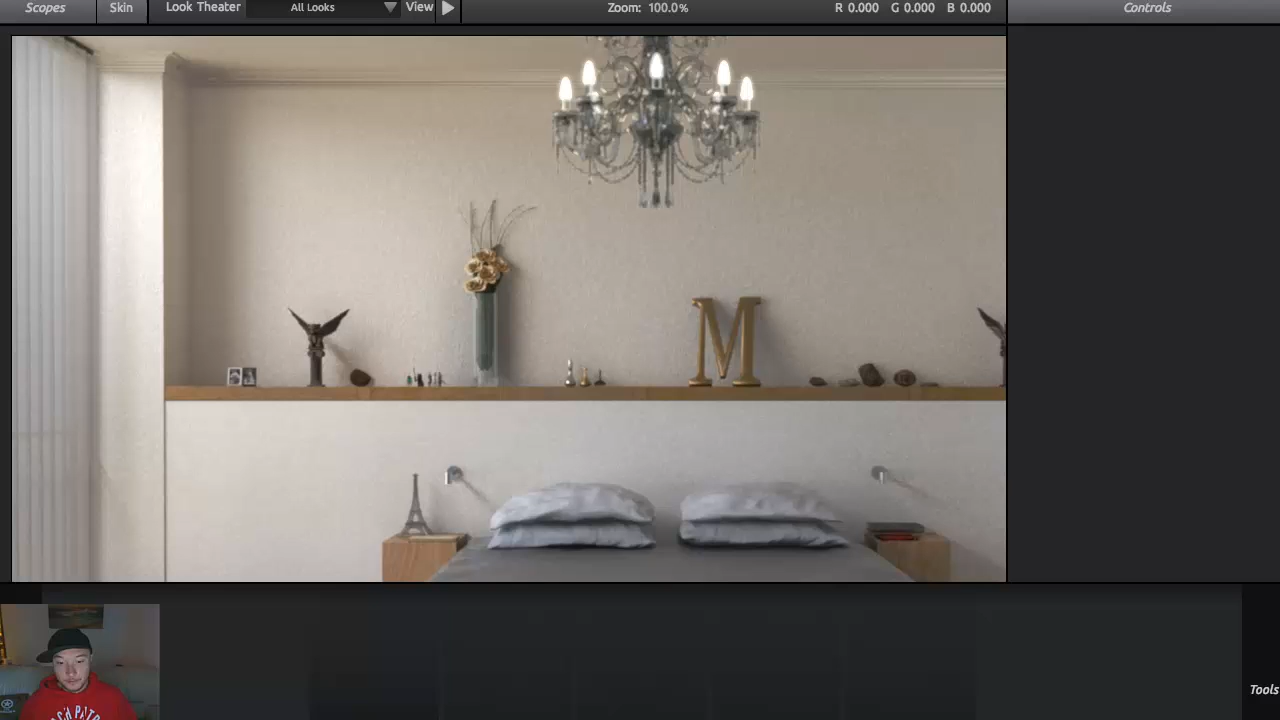 Scopes Skin Look Theater All Looks View Zoom: 100.0% R 0.000 G 0.000 B 0.000 Controls
M
Tools